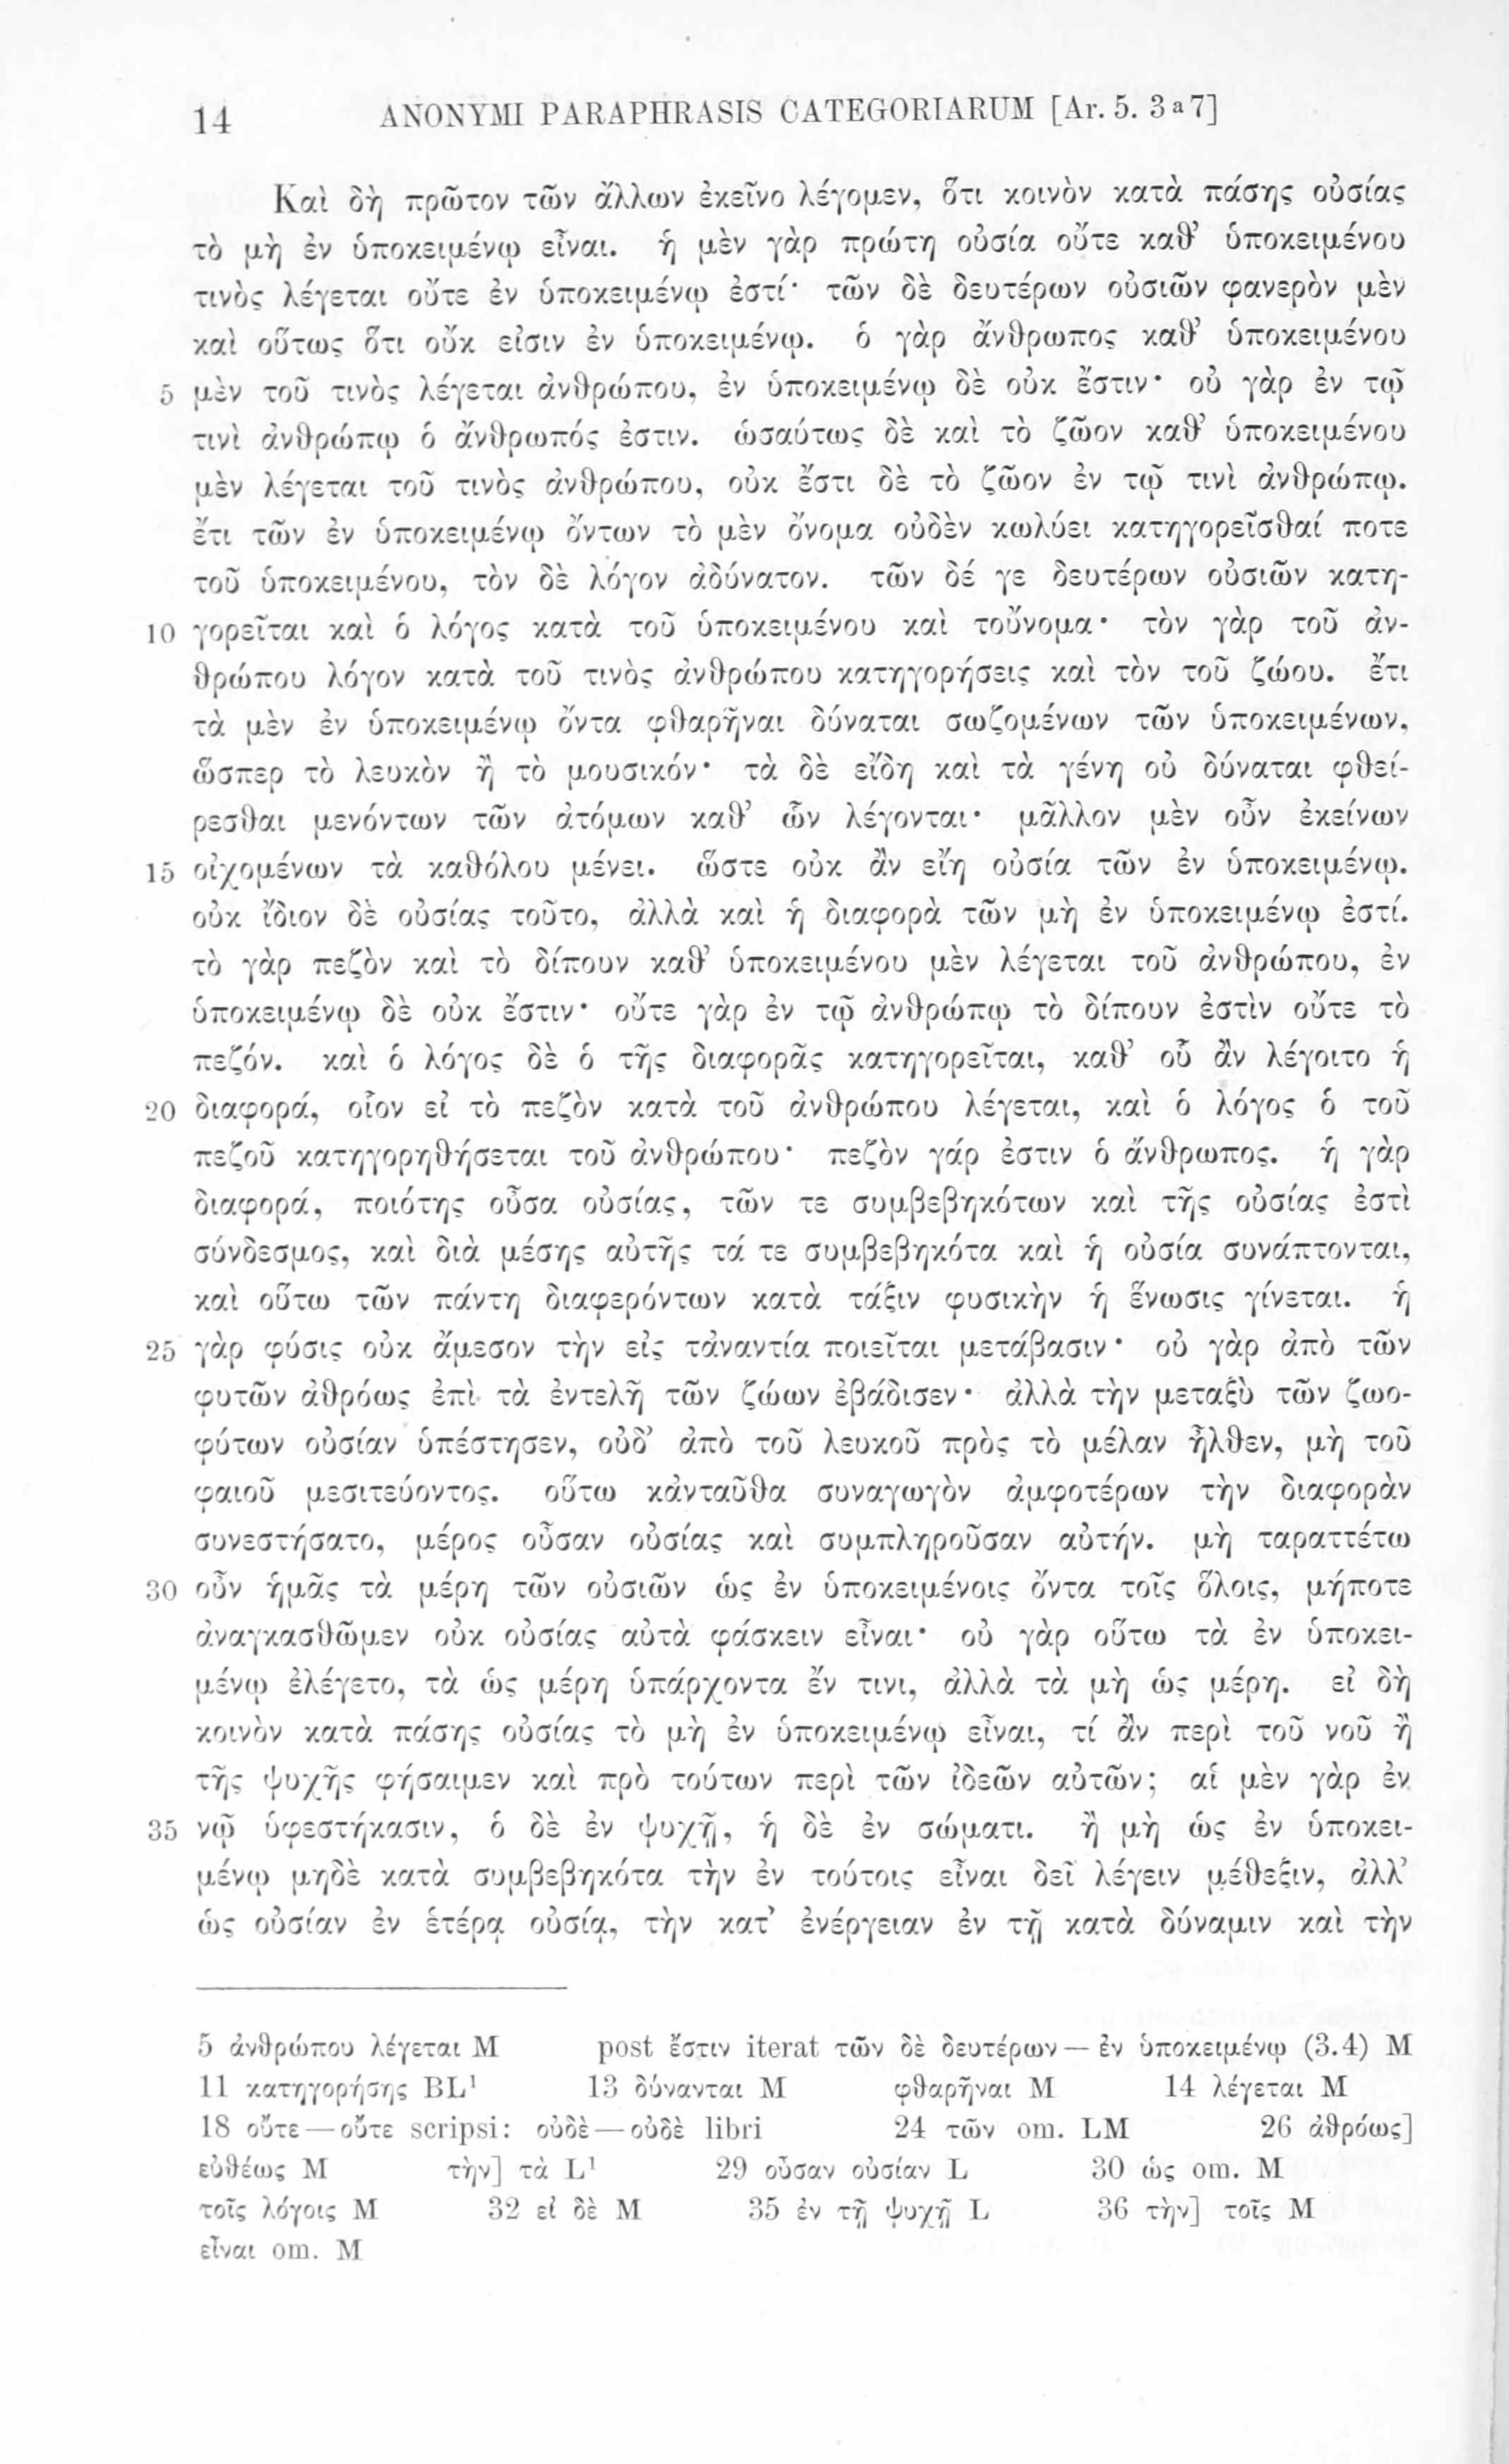 14 ANONYMI PARAPHRASIS CATEGORIARUM [Ar. 5. 3 a 7]
Καὶ δὴ πρῶτον τῶν ἄλλων ἐκεῖνο λέγομεν, ὅτι κοινὸν κατὰ πάσης οὐσίας
τὸ μὴ ἐν ὑποκειμένῳ εἶναι. ἡ μὲν γὰρ πρώτη οὐσία οὔτε καθ’ ὑποκειμένου
τινὸς λέγεται οὔτε ἐν ὑποκειμένῳ ἐστί· τῶν δὲ δευτέρων οὐσιῶν φανερὸν μὲν
καὶ οὕτως ὅτι οὔκ εἰσιν ἐν ὑποκειμένῳ. ὁ γὰρ ἄνθρωπος καθ’ ὑποκειμένου
5 μὲν τοῦ τινὸς λέγεται ἀνθρώπου, ἐν ὑποκειμένῳ δὲ οὐκ ἔστιν· οὐ γὰρ ἐν τῷ
τινὶ ἀνθρώπῳ ὁ ἄνθρωπός ἐστιν. ὡσαύτως δὲ καὶ τὸ ζῶον καθ’ ὑποκειμένου
μὲν λέγεται τοῦ τινὸς ἀνθρώπου, οὐκ ἔστι δὲ τὸ ζῶον ἐν τῷ τινὶ ἀνθρώπῳ.
ἔτι τῶν ἐν ὑποκειμένῳ ὄντων τὸ μὲν ὄνομα οὐδὲν κωλύει κατηγορεῖσθαί ποτε
τοῦ ὑποκειμένου, τὸν δὲ λόγον ἀδύνατον. τῶν δέ γε δευτέρων οὐσιῶν κατη-
10 γορεῖται καὶ ὁ λόγος κατὰ τοῦ ὑποκειμένου καὶ τοὔνομα· τὸν γὰρ τοῦ ἀν-
θρώπου λόγον κατὰ τοῦ τινὸς ἀνθρώπου κατηγορήσεις καὶ τὸν τοῦ ζώου. ἔτι
τὰ μὲν ἐν ὑποκειμένῳ ὄντα φθαρῆναι δύναται σωζομένων τῶν ὑποκειμένων,
ὥσπερ τὸ λευκὸν ἢ τὸ μουσικόν· τὰ δὲ εἴδη καὶ τὰ γένη οὐ δύναται φθεί-
ρεσθαι μενόντων τῶν ἀτόμων καθ’ ὧν λέγονται· μᾶλλον μὲν οὖν ἐκείνων
15 οἰχομένων τὰ καθόλου μένει. ὥστε οὐκ ἂν εἴη οὐσία τῶν ἐν ὑποκειμένῳ.
οὐκ ἴδιον δὲ οὐσίας τοῦτο, ἀλλὰ καὶ ἡ διαφορὰ τῶν μὴ ἐν ὑποκειμένῳ ἐστί.
τὸ γὰρ πεζὸν καὶ τὸ δίπουν καθ’ ὑποκειμένου μὲν λέγεται τοῦ ἀνθρώπου, ἐν
ὑποκειμένῳ δὲ οὐκ ἔστιν· οὔτε γὰρ ἐν τῷ ἀνθρώπῳ τὸ δίπουν ἐστὶν οὔτε τὸ
πεζόν. καὶ ὁ λόγος δὲ ὁ τῆς διαφορᾶς κατηγορεῖται, καθ’ οὗ ἂν λέγοιτο ἡ
20 διαφορά, οἷον εἰ τὸ πεζὸν κατὰ τοῦ ἀνθρώπου λέγεται, καὶ ὁ λόγος ὁ τοῦ
πεζοῦ κατηγορηθήσεται τοῦ ἀνθρώπου· πεζὸν γάρ ἐστιν ὁ ἄνθρωπος. ἡ γὰρ
διαφορά, ποιότης οὖσα οὐσίας, τῶν τε συμβεβηκότων καὶ τῆς οὐσίας ἐστὶ
σύνδεσμος, καὶ διὰ μέσης αὐτῆς τά τε συμβεβηκότα καὶ ἡ οὐσία συνάπτονται,
καὶ οὕτω τῶν πάντη διαφερόντων κατὰ τάξιν φυσικὴν ἡ ἕνωσις γίνεται. ἡ
25 γὰρ φύσις οὐκ ἄμεσον τὴν εἰς τἀναντία ποιεῖται μετάβασιν· οὐ γὰρ ἀπὸ τῶν
φυτῶν ἀθρόως ἐπὶ τὰ ἐντελῆ τῶν ζώων ἐβάδισεν· ἀλλὰ τὴν μεταξὺ τῶν ζωο-
φύτων οὐσίαν ὑπέστησεν, οὐδ’ ἀπὸ τοῦ λευκοῦ πρὸς τὸ μέλαν ἦλθεν, μὴ τοῦ
φαιοῦ μεσιτεύοντος. οὕτω κἀνταῦθα συναγωγὸν ἀμφοτέρων τὴν διαφορὰν
συνεστήσατο, μέρος οὖσαν οὐσίας καὶ συμπληροῦσαν αὐτήν. μὴ ταραττέτω
30 οὖν ἡμᾶς τὰ μέρη τῶν οὐσιῶν ὡς ἐν ὑποκειμένοις ὄντα τοῖς ὅλοις, μήποτε
ἀναγκασθῶμεν οὐκ οὐσίας αὐτὰ φάσκειν εἶναι· οὐ γὰρ οὕτω τὰ ἐν ὑποκει-
μένῳ ἐλέγετο, τὰ ὡς μέρη ὑπάρχοντα ἔν τινι, ἀλλὰ τὰ μὴ ὡς μέρη. εἰ δὴ
κοινὸν κατὰ πάσης οὐσίας τὸ μὴ ἐν ὑποκειμένῳ εἶναι, τί ἂν περὶ τοῦ νοῦ ἢ
τῆς ψυχῆς φήσαιμεν καὶ πρὸ τούτων περὶ τῶν ἰδεῶν αὐτῶν; αἱ μὲν γὰρ ἐν
35 νῷ ὑφεστήκασιν, ὁ δὲ ἐν ψυχῇ, ἡ δὲ ἐν σώματι. ἢ μὴ ὡς ἐν ὑποκει-
μένῳ μηδὲ κατὰ συμβεβηκότα τὴν ἐν τούτοις εἶναι δεῖ λέγειν μέθεξιν, ἀλλ’
ὡς οὐσίαν ἐν ἑτέρᾳ οὐσίᾳ, τὴν κατ’ ἐνέργειαν ἐν τῇ κατὰ δύναμιν καὶ τὴν
5 ἀνθρώπου λέγεται M post ἔστιν iterat τῶν δὲ δευτέρων — ἐν ὑποκειμένῳ (3.4) M
11 κατηγορήσης BL¹ 13 δύνανται M φθαρῆναι M 14 λέγεται M
18 οὔτε — οὔτε scripsi: οὐδὲ — οὐδὲ libri 24 τῶν om. LM 26 ἀθρόως]
εὐθέως M τὴν] τὰ L¹ 29 οὖσαν οὐσίαν L 30 ὡς om. M
τοῖς λόγοις M 32 εἰ δὲ M 35 ἐν τῇ ψυχῇ L 36 τὴν] τοῖς M
εἶναι om. M